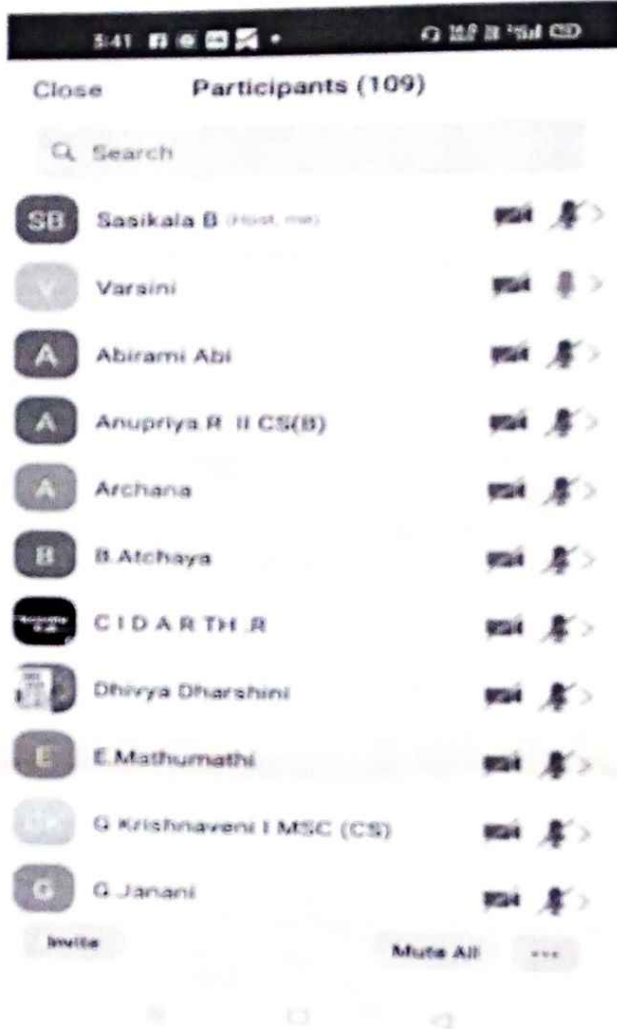 5:41
Close Participants (109)
Search
SB Sasikala B (Host, me)
V Varsini
A Abirami Abi
A Anupriya R II CS(B)
A Archana
B B.Atchaya
C I D A R TH .R
Dhivya Dharshini
E E.Mathumathi
G Krishnaveni I MSC (CS)
G G.Janani
Invite Mute All ...